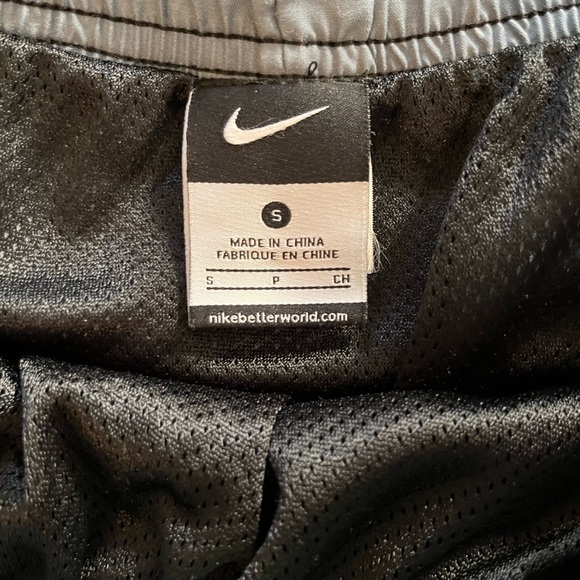 S
MADE IN CHINA
FABRIQUE EN CHINE
S P CH
nikebetterworld.com